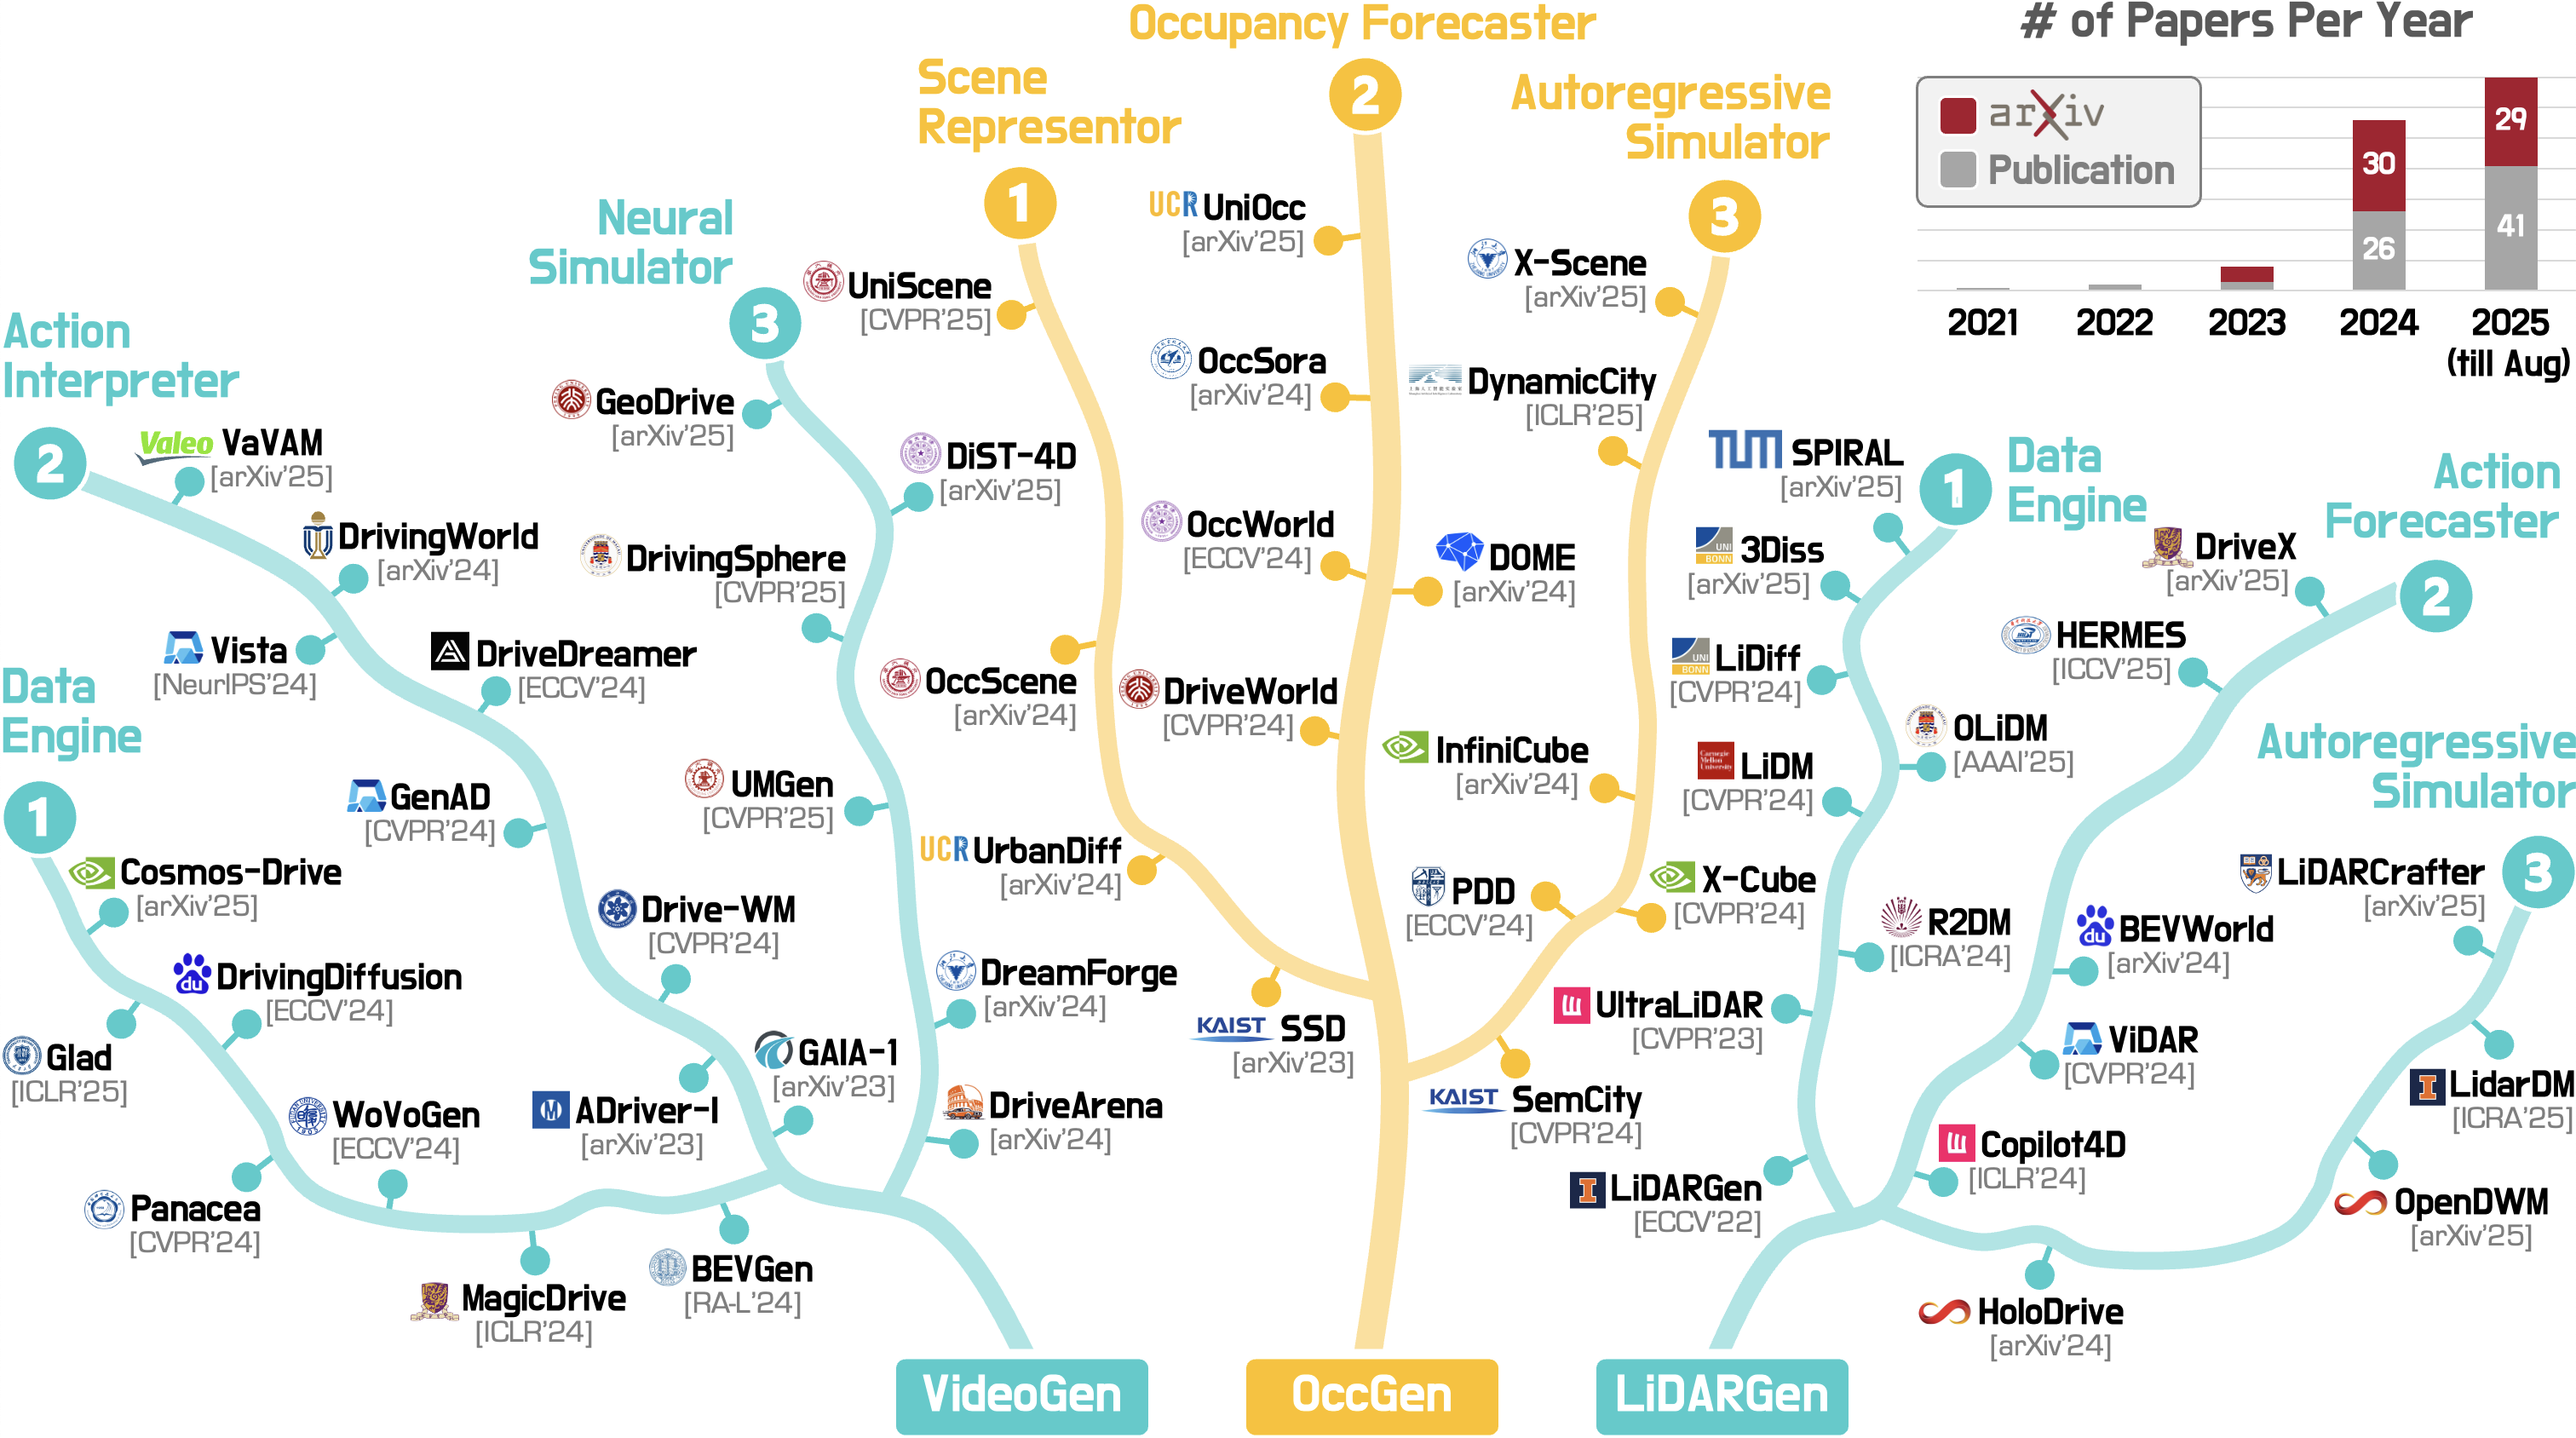 Occupancy Forecaster
2
Scene
Representor
1
Autoregressive
Simulator
3
# of Papers Per Year
arXiv
Publication
30
26
29
41
2021
2022
2023
2024
2025
(till Aug)
Neural
Simulator
3
Action
Interpreter
2
Data
Engine
1
Valeo VaVAM
[arXiv'25]
DrivingWorld
[arXiv'24]
Vista
[NeurIPS'24]
DriveDreamer
[ECCV'24]
GenAD
[CVPR'24]
Drive-WM
[CVPR'24]
ADriver-I
[arXiv'23]
GAIA-1
[arXiv'23]
Cosmos-Drive
[arXiv'25]
du DrivingDiffusion
[ECCV'24]
Glad
[ICLR'25]
WoVoGen
[ECCV'24]
Panacea
[CVPR'24]
MagicDrive
[ICLR'24]
BEVGen
[RA-L'24]
GeoDrive
[arXiv'25]
DiST-4D
[arXiv'25]
DrivingSphere
[CVPR'25]
UMGen
[CVPR'25]
DreamForge
[arXiv'24]
DriveArena
[arXiv'24]
VideoGen
UniScene
[CVPR'25]
OccScene
[arXiv'24]
UCR UrbanDiff
[arXiv'24]
KAIST SSD
[arXiv'23]
UCR UniOcc
[arXiv'25]
OccSora
[arXiv'24]
OccWorld
[ECCV'24]
DOME
[arXiv'24]
DriveWorld
[CVPR'24]
X-Scene
[arXiv'25]
DynamicCity
[ICLR'25]
InfiniCube
[arXiv'24]
PDD
[ECCV'24]
X-Cube
[CVPR'24]
KAIST SemCity
[CVPR'24]
OccGen
Data
Engine
1
TUM SPIRAL
[arXiv'25]
UNI
BONN
3Diss
[arXiv'25]
UNI
BONN
LiDiff
[CVPR'24]
OLiDM
[AAAI'25]
Carnegie
Mellon
University
LiDM
[CVPR'24]
R2DM
[ICRA'24]
UltraLiDAR
[CVPR'23]
LiDARGen
[ECCV'22]
Action
Forecaster
2
DriveX
[arXiv'25]
HERMES
[ICCV'25]
du BEVWorld
[arXiv'24]
ViDAR
[CVPR'24]
Copilot4D
[ICLR'24]
Autoregressive
Simulator
3
LiDARCrafter
[arXiv'25]
LidarDM
[ICRA'25]
OpenDWM
[arXiv'25]
HoloDrive
[arXiv'24]
LiDARGen